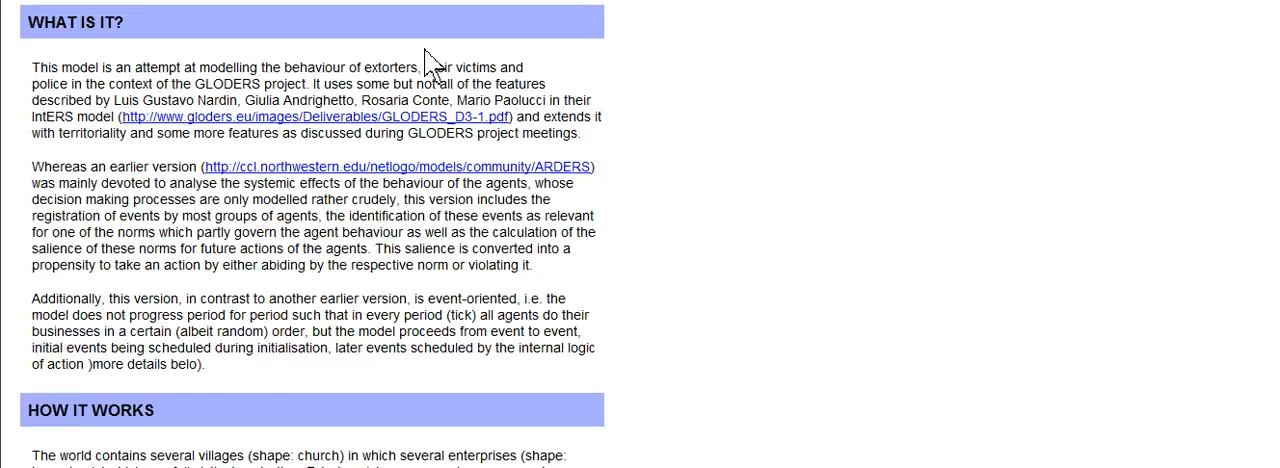 WHAT IS IT?
This model is an attempt at modelling the behaviour of extorters, ir victims and
police in the context of the GLODERS project. It uses some but not all of the features
described by Luis Gustavo Nardin, Giulia Andrighetto, Rosaria Conte, Mario Paolucci in their
IntERS model (http://www.gloders.eu/images/Deliverables/GLODERS_D3-1.pdf) and extends it
with territoriality and some more features as discussed during GLODERS project meetings.
Whereas an earlier version (http://ccl.northwestern.edu/netlogo/models/community/ARDERS)
was mainly devoted to analyse the systemic effects of the behaviour of the agents, whose
decision making processes are only modelled rather crudely, this version includes the
registration of events by most groups of agents, the identification of these events as relevant
for one of the norms which partly govern the agent behaviour as well as the calculation of the
salience of these norms for future actions of the agents. This salience is converted into a
propensity to take an action by either abiding by the respective norm or violating it.
Additionally, this version, in contrast to another earlier version, is event-oriented, i.e. the
model does not progress period for period such that in every period (tick) all agents do their
businesses in a certain (albeit random) order, but the model proceeds from event to event,
initial events being scheduled during initialisation, later events scheduled by the internal logic
of action )more details belo).
HOW IT WORKS
The world contains several villages (shape: church) in which several enterprises (shape: